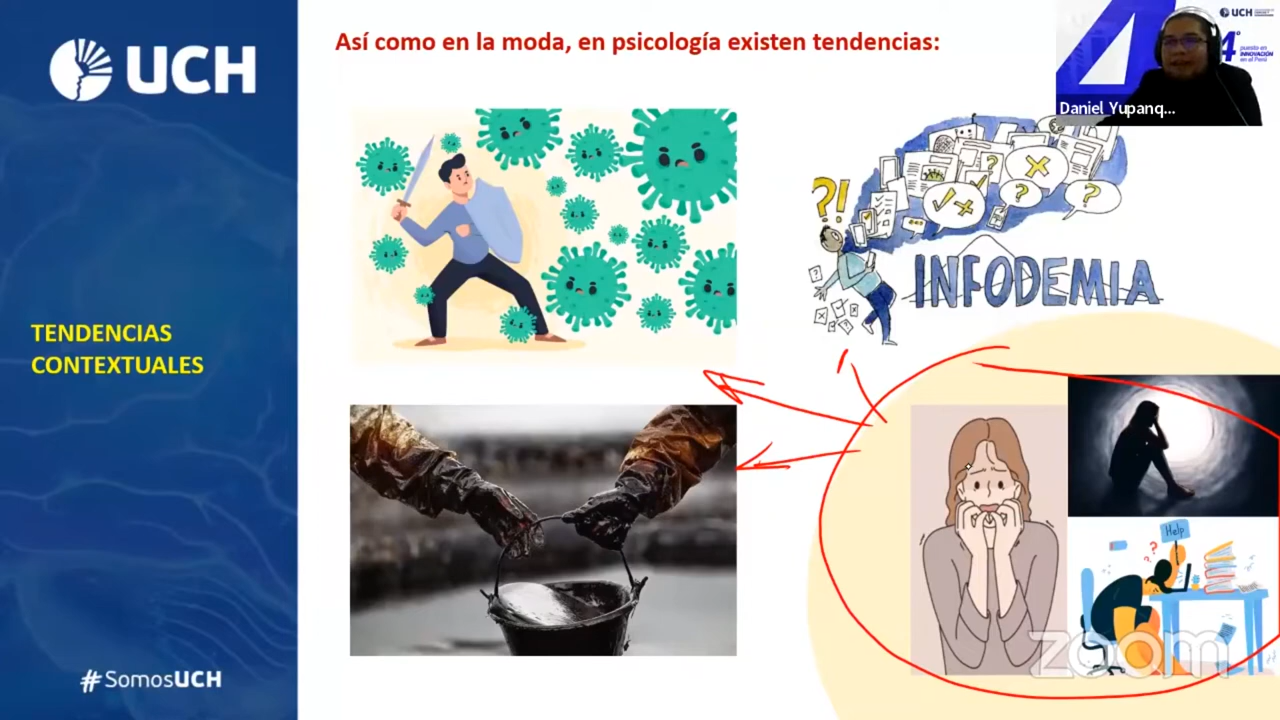 UCH
Así como en la moda, en psicología existen tendencias:
UCH
4°
puesto en
INNOVACIÓN
en el Perú
Daniel Yupanq...
?!
?
?
?
INFODEMIA
TENDENCIAS
CONTEXTUALES
Help
zoom
#SomosUCH